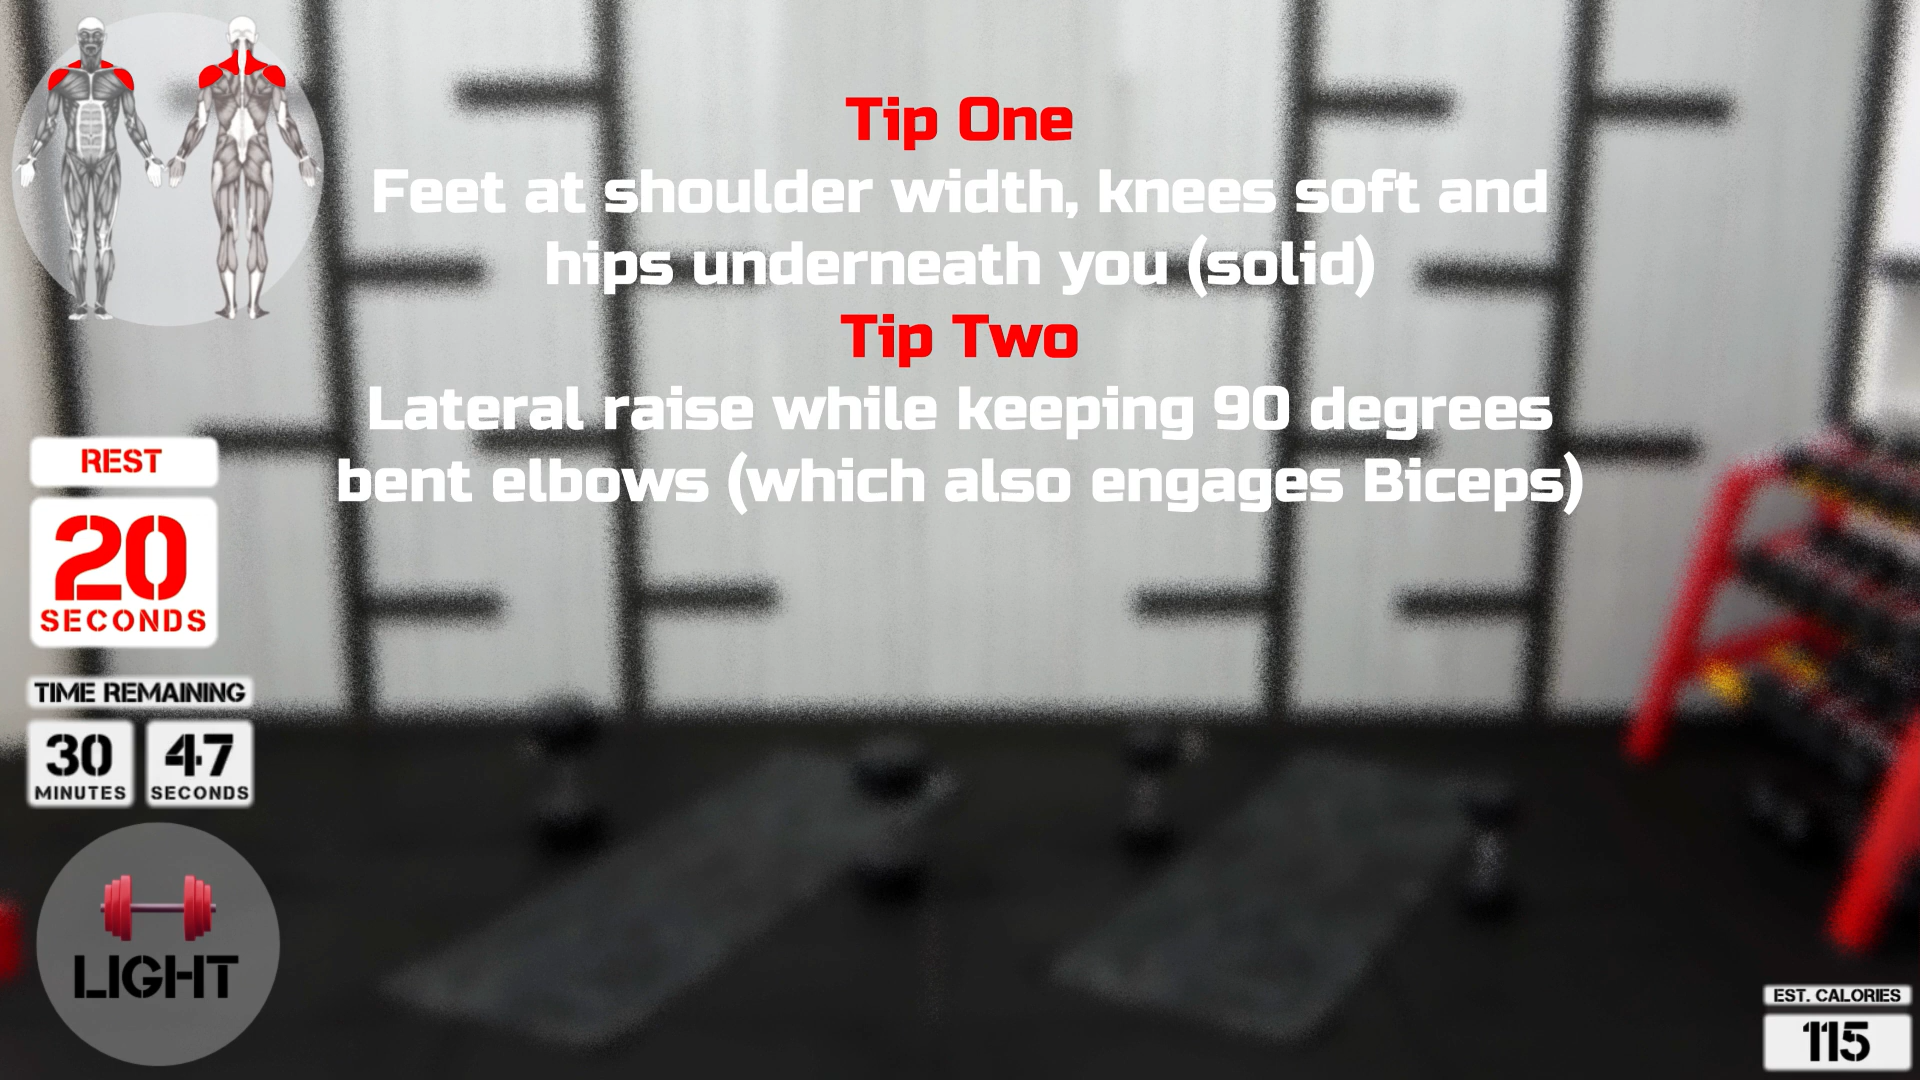 Tip One
Feet at shoulder width, knees soft and
hips underneath you (solid)
Tip Two
Lateral raise while keeping 90 degrees
bent elbows (which also engages Biceps)
REST
20
SECONDS
TIME REMAINING
30 47
MINUTES SECONDS
LIGHT
EST. CALORIES
115